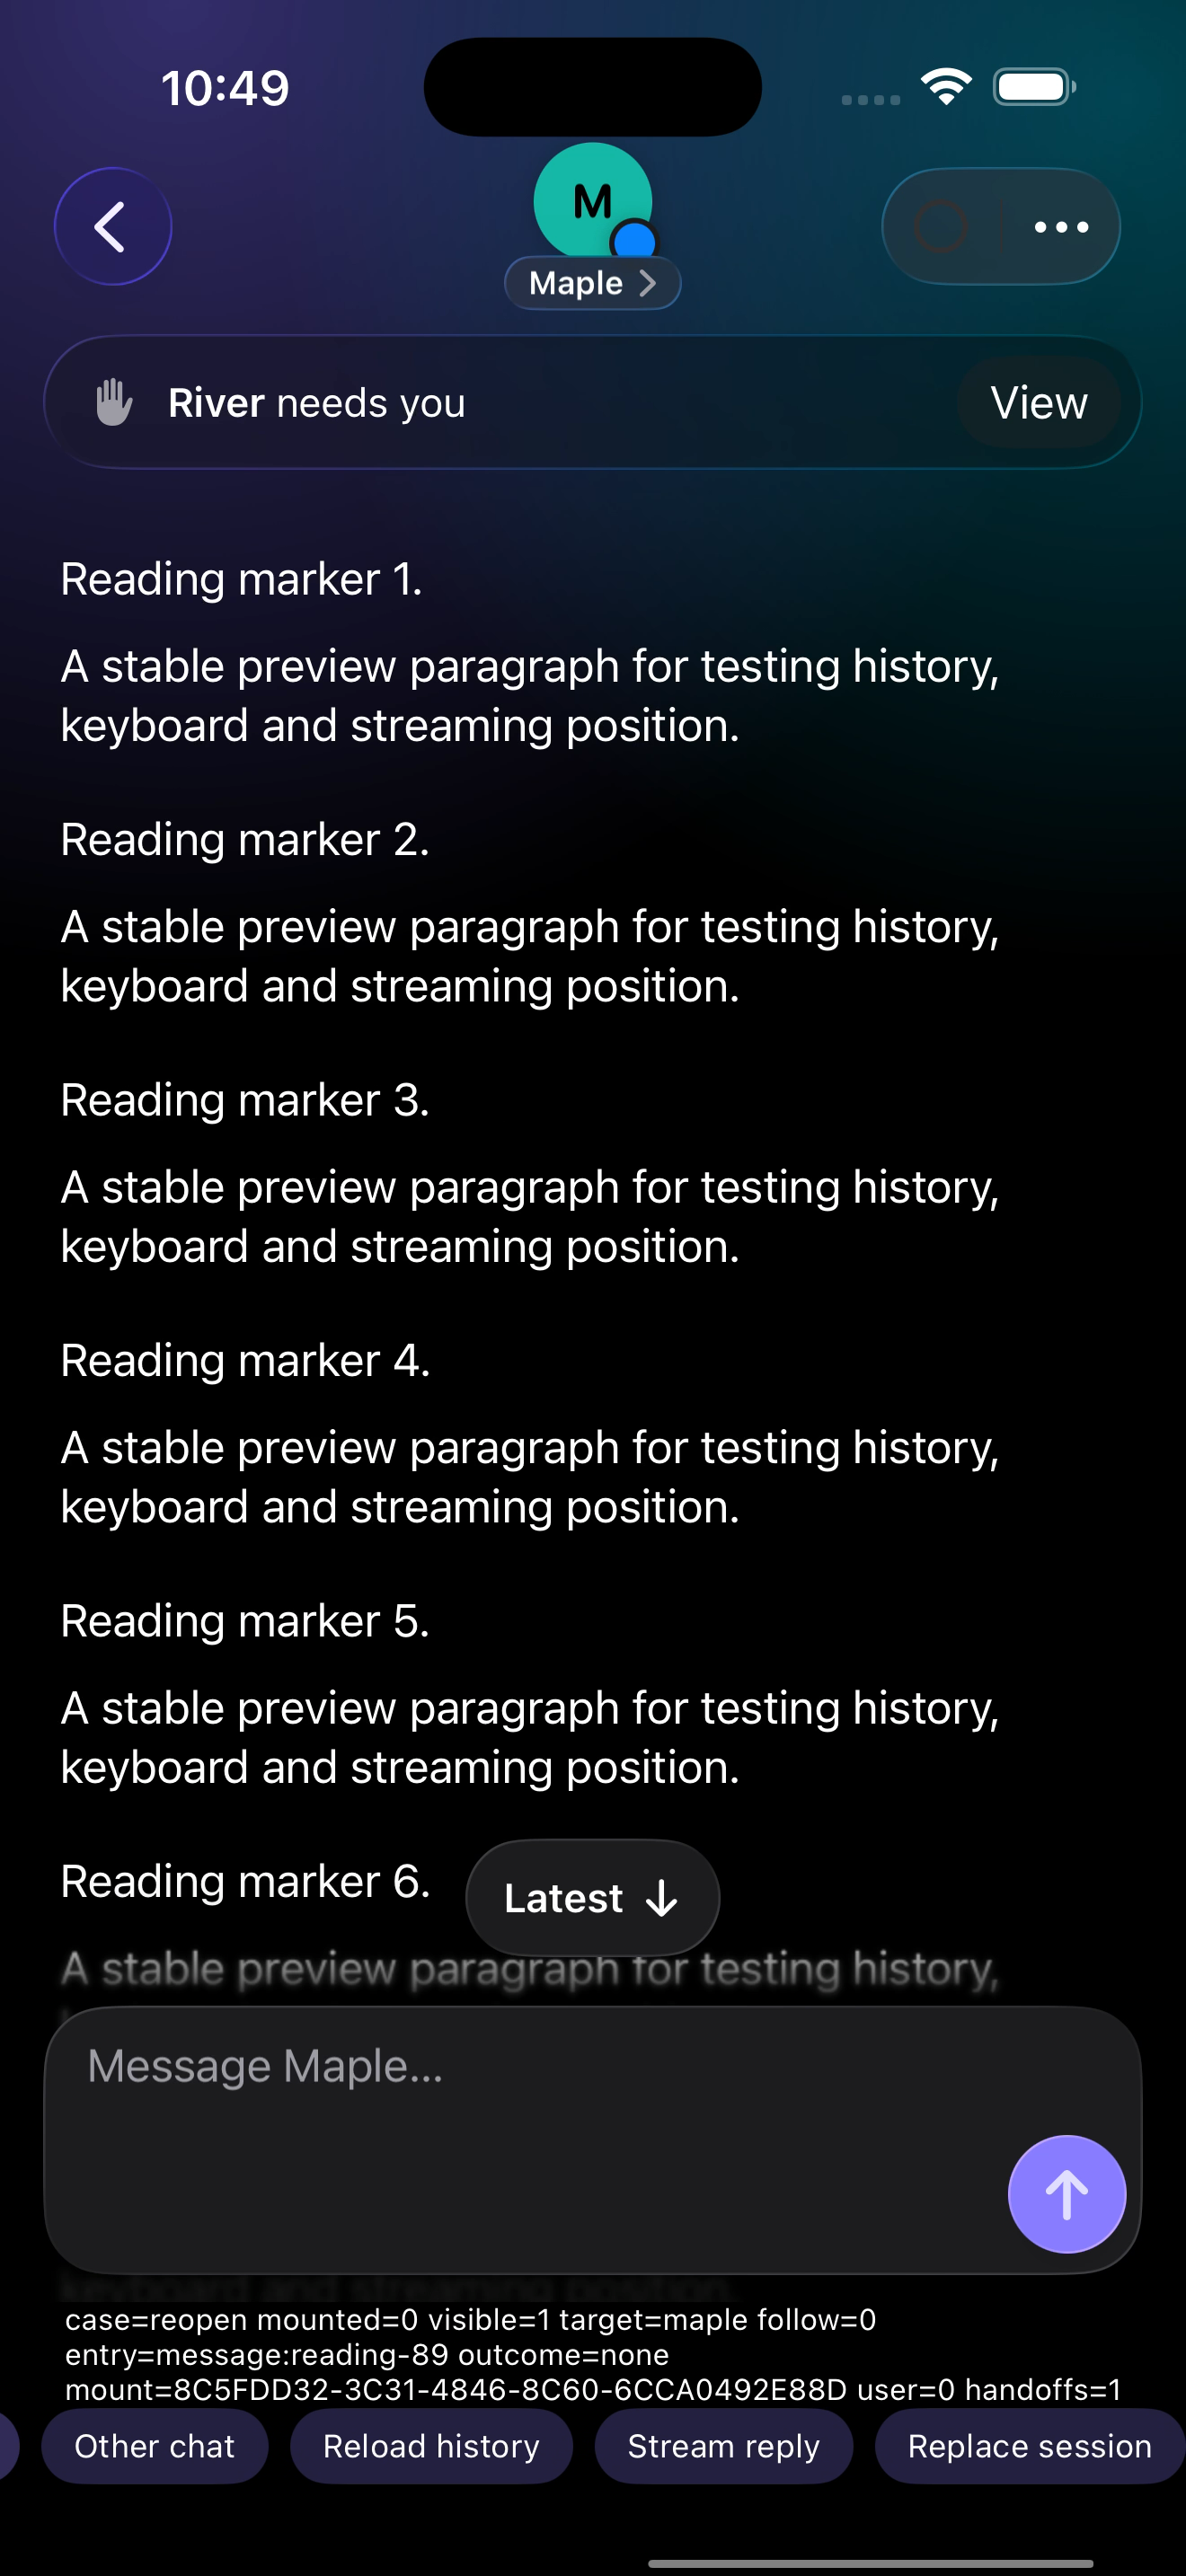 10:49
M
Maple
River needs you
View
Reading marker 1.
A stable preview paragraph for testing history,
keyboard and streaming position.
Reading marker 2.
A stable preview paragraph for testing history,
keyboard and streaming position.
Reading marker 3.
A stable preview paragraph for testing history,
keyboard and streaming position.
Reading marker 4.
A stable preview paragraph for testing history,
keyboard and streaming position.
Reading marker 5.
A stable preview paragraph for testing history,
keyboard and streaming position.
Reading marker 6.
Latest
A stable preview paragraph for testing history,
Message Maple...
keyboard and streaming position.
case=reopen mounted=0 visible=1 target=maple follow=0
entry=message:reading-89 outcome=none
mount=8C5FDD32-3C31-4846-8C60-6CCA0492E88D user=0 handoffs=1
Other chat
Reload history
Stream reply
Replace session